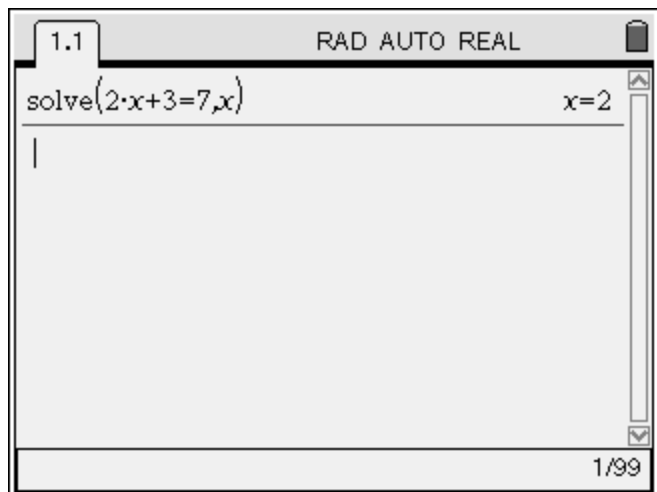 1.1 RAD AUTO REAL
solve(2·x+3=7,x) x=2
1/99